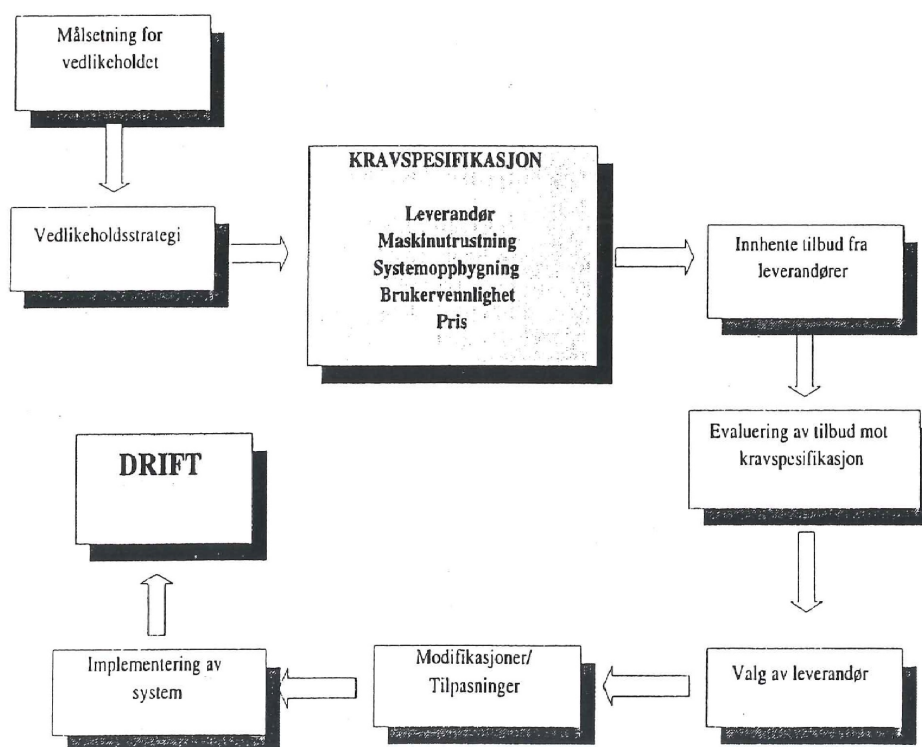 Målsetning for
vedlikeholdet
Vedlikeholdsstrategi
KRAVSPESIFIKASJON
Leverandør
Maskinutrustning
Systemoppbygning
Brukervennlighet
Pris
Innhente tilbud fra
leverandører
Evaluering av tilbud mot
kravspesifikasjon
Valg av leverandør
Modifikasjoner/
Tilpasninger
Implementering av
system
DRIFT